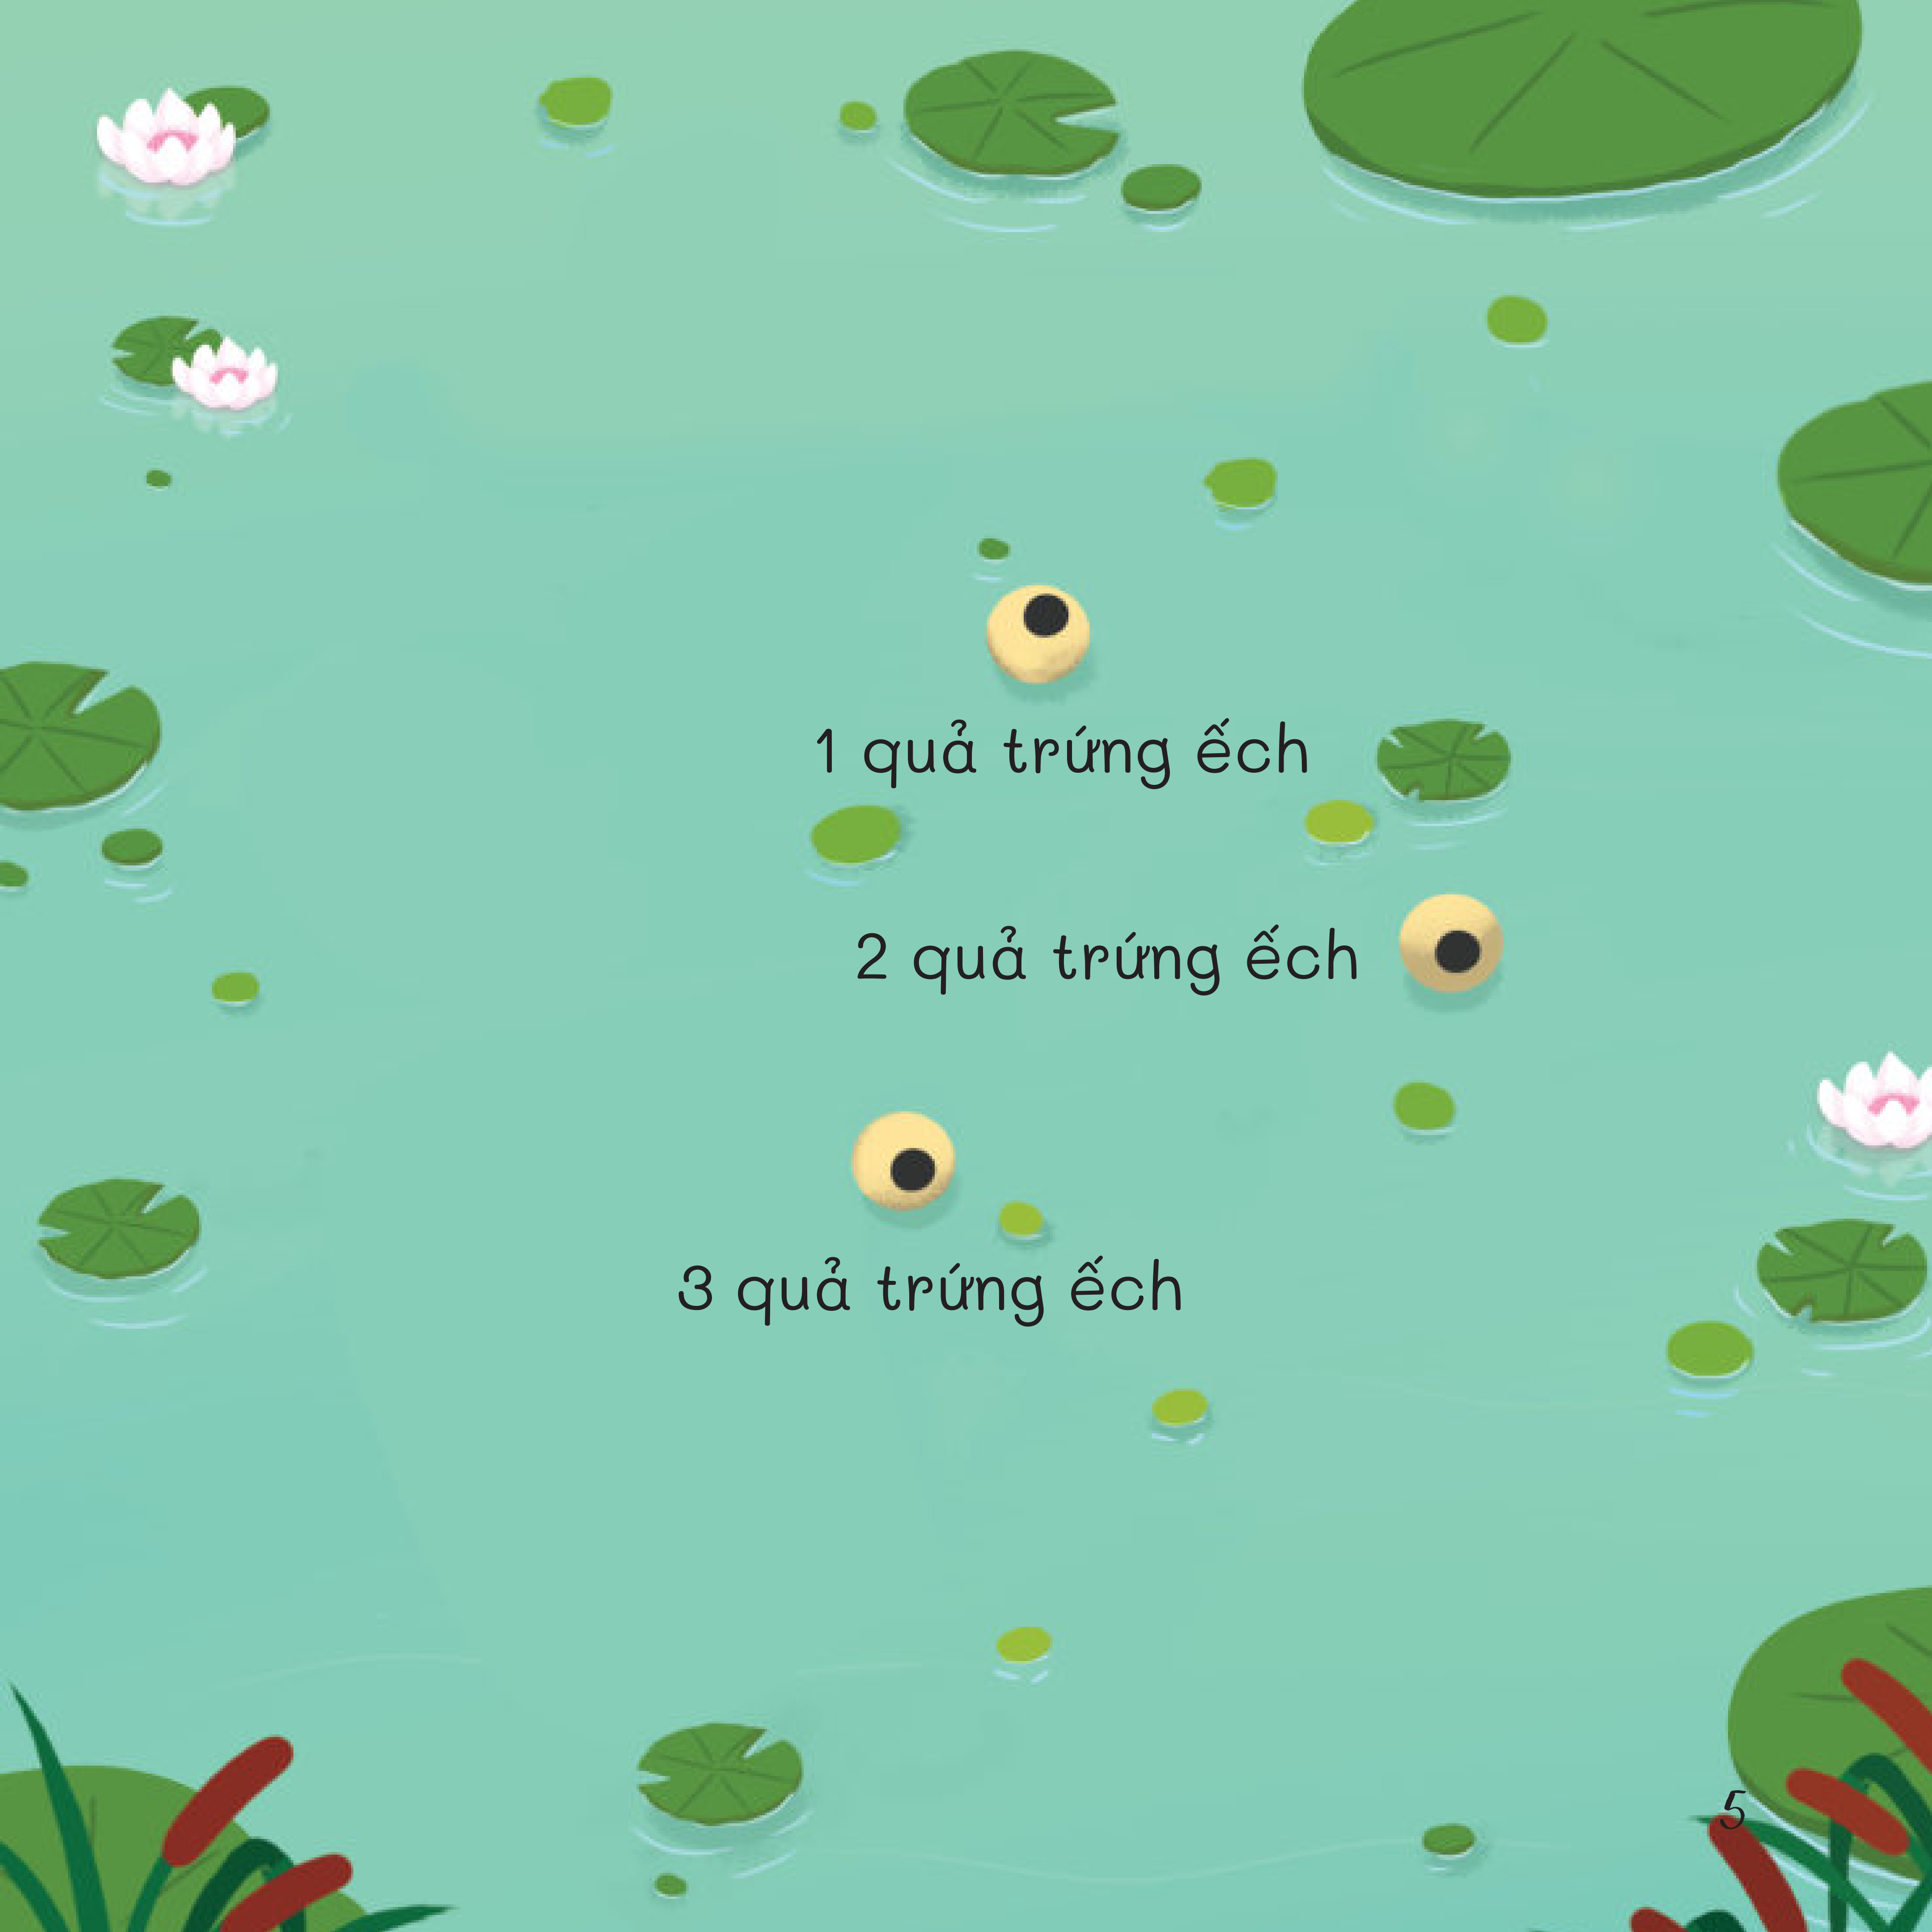 1 quả trứng ếch
2 quả trứng ếch
3 quả trứng ếch
5